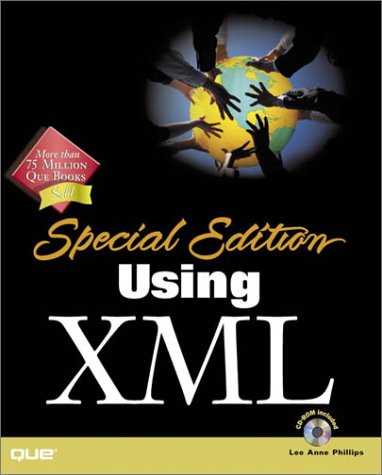 More than
75 MILLION
QUE BOOKS
Sold!
Special Edition
Using
XML
CD-ROM included
Lee Anne Phillips
QUE®